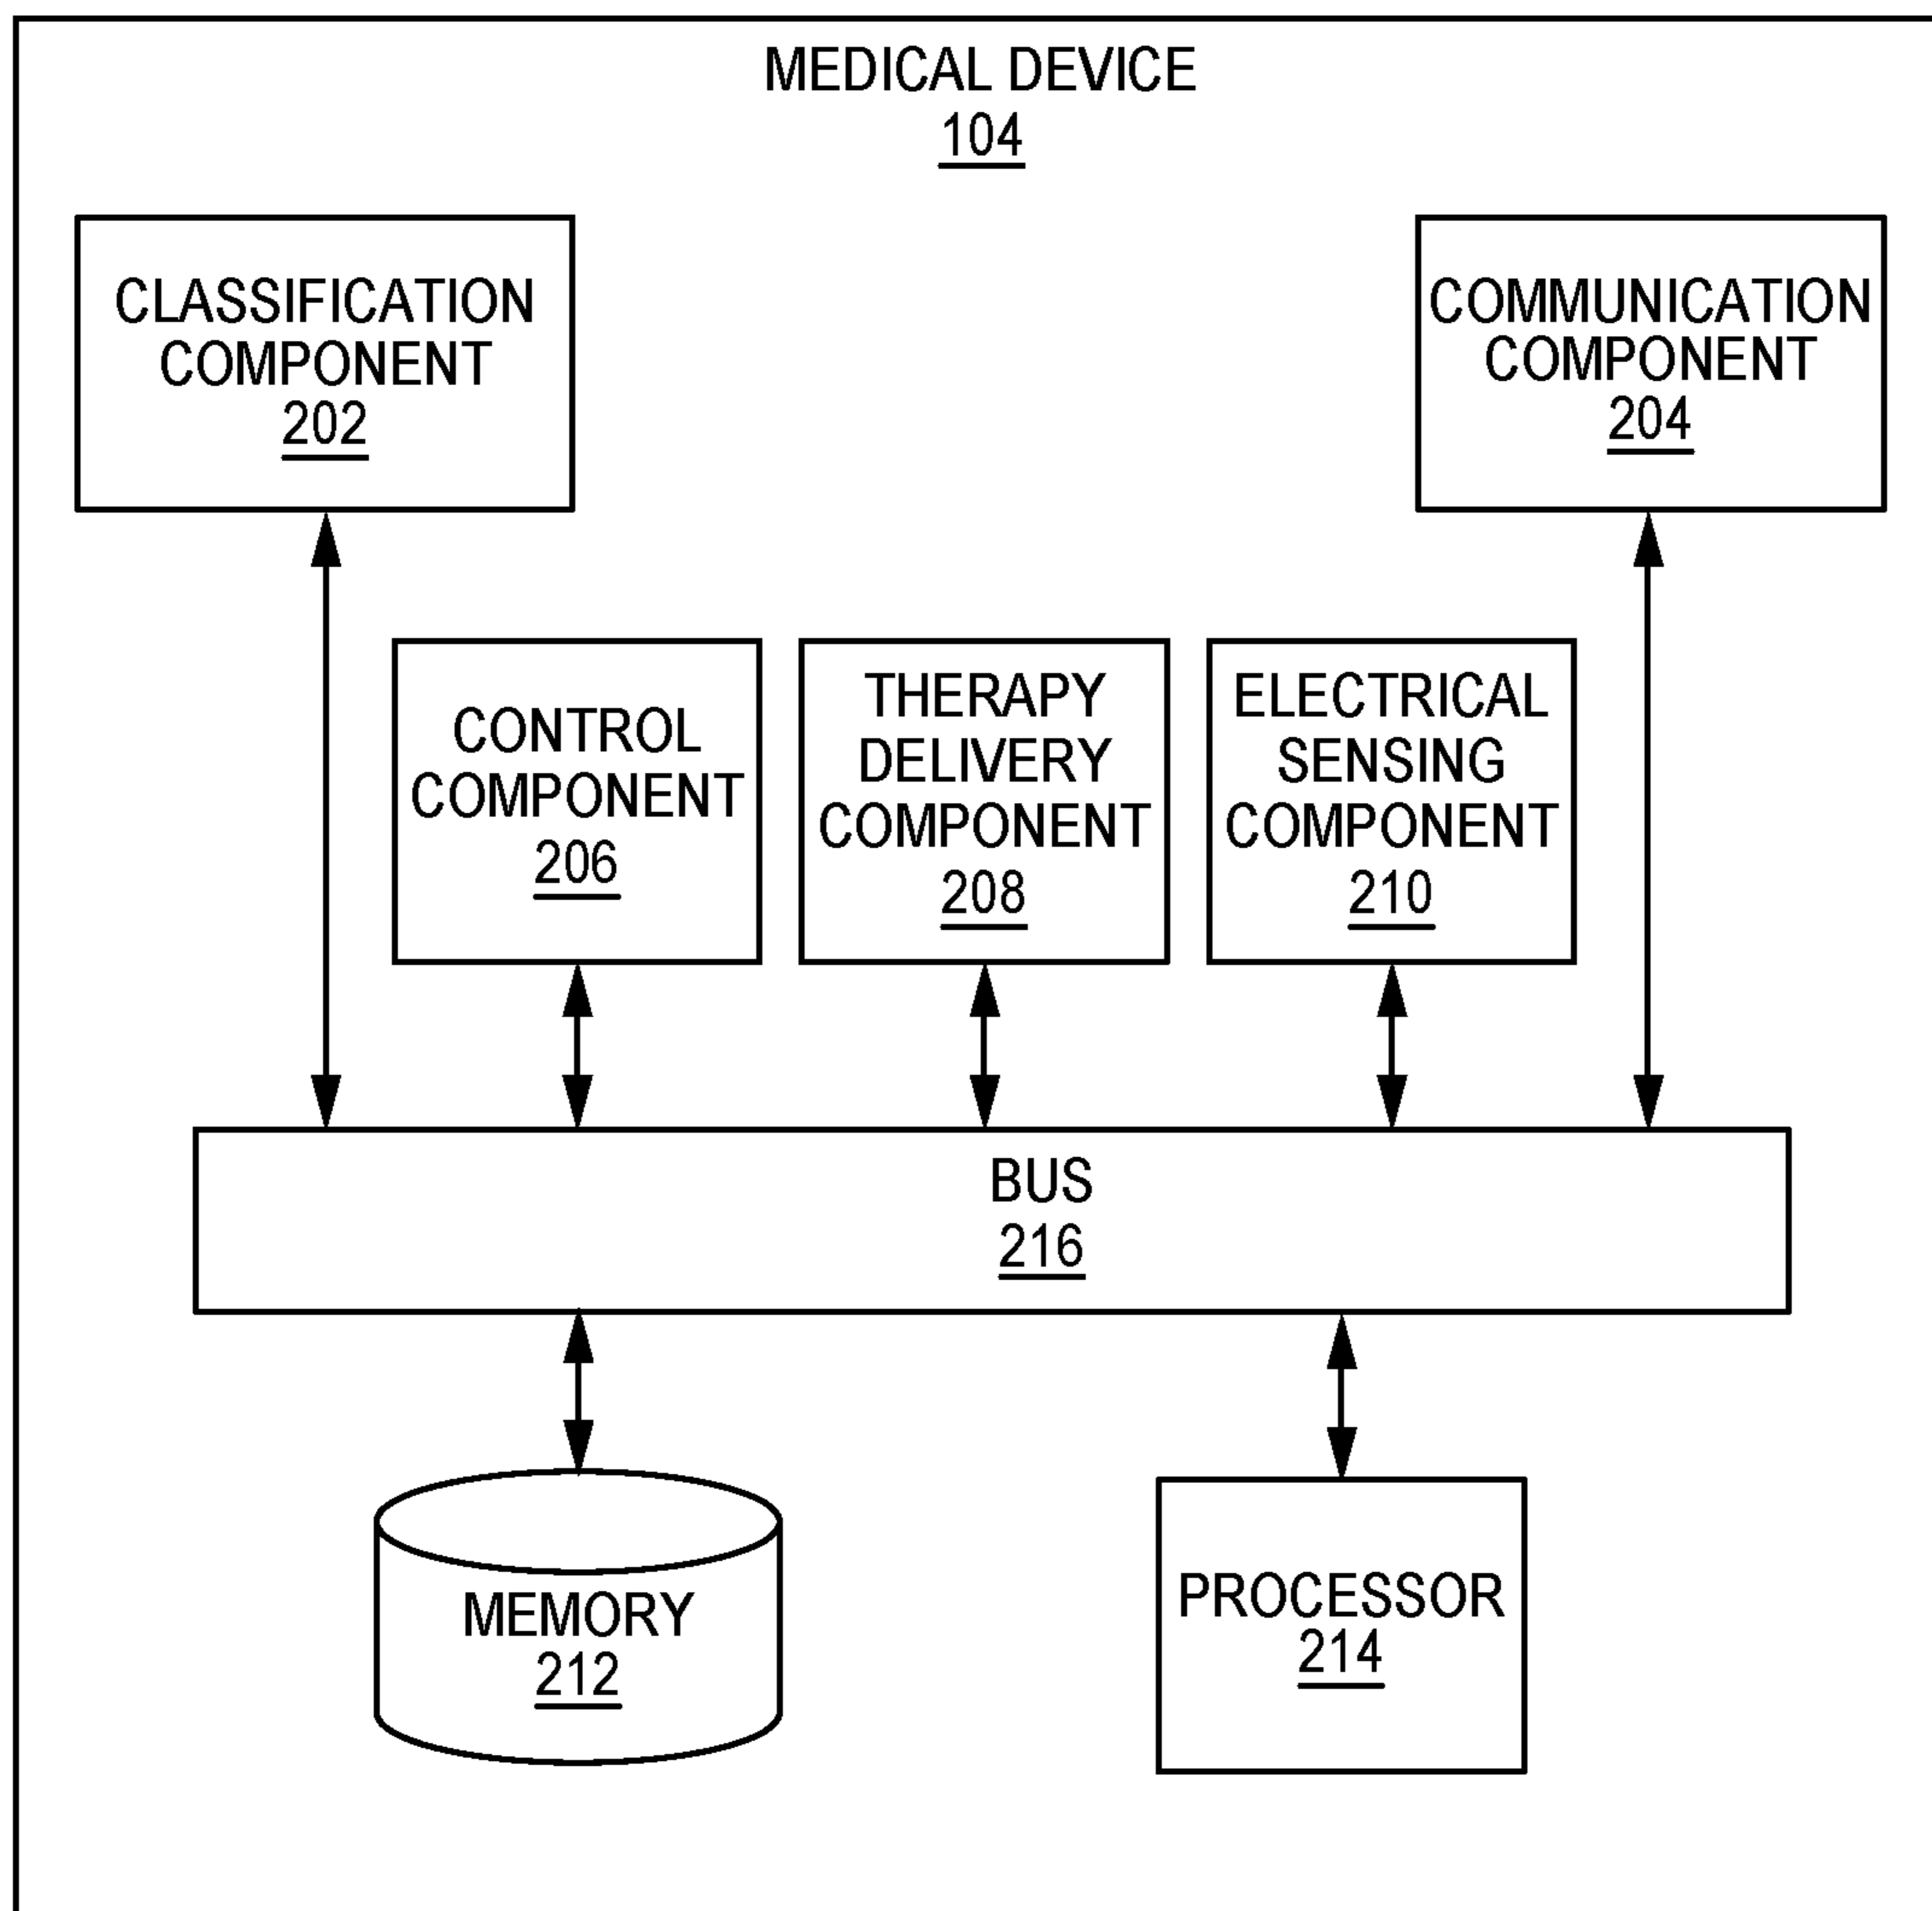 MEDICAL DEVICE
104
CLASSIFICATION
COMPONENT
202
COMMUNICATION
COMPONENT
204
CONTROL
COMPONENT
206
THERAPY
DELIVERY
COMPONENT
208
ELECTRICAL
SENSING
COMPONENT
210
BUS
216
MEMORY
212
PROCESSOR
214